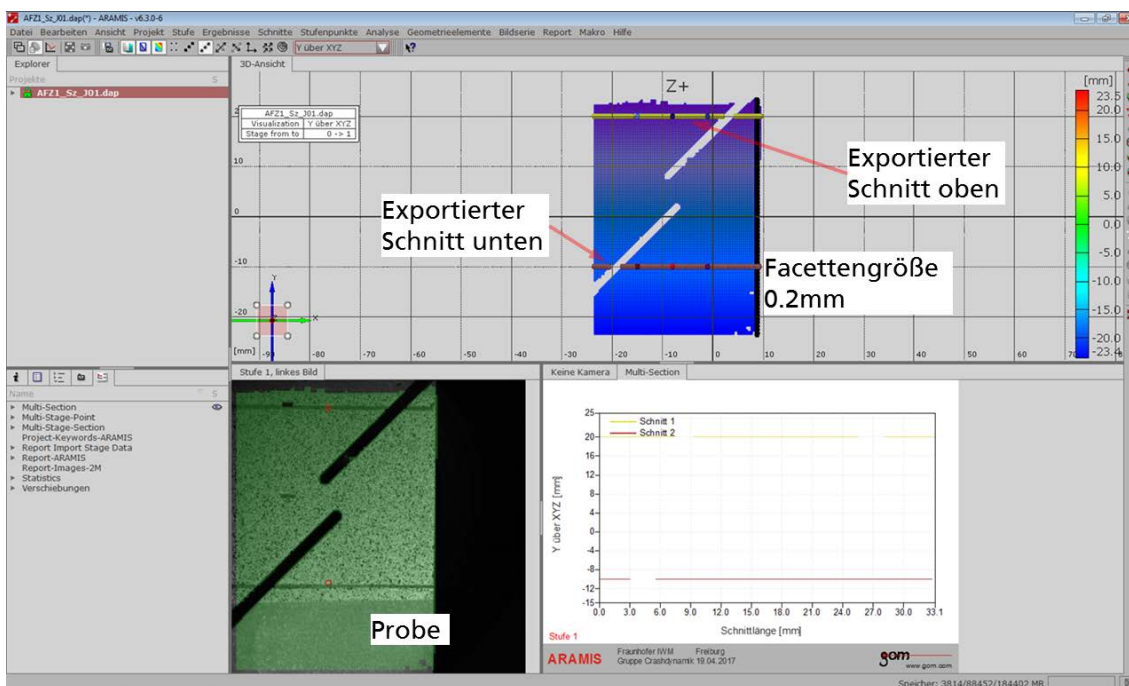 AFZ1_Sz_J01.dap(*) - ARAMIS - v6.3.0-6
Datei Bearbeiten Ansicht Projekt Stufe Ergebnisse Schnitte Stufenpunkte Analyse Geometrieelemente Bildserie Report Makro Hilfe
Y über XYZ
Explorer
Projekte S
AFZ1_Sz_J01.dap
3D-Ansicht
AFZ1_Sz_J01.dap
Visualization Y über XYZ
Stage from to 0 -> 1
Z+
[mm]
23.5
20.0
15.0
10.0
5.0
0.0
-5.0
-10.0
-15.0
-20.0
-23.4
Exportierter
Schnitt oben
Exportierter
Schnitt unten
Facettengröße
0.2mm
10
0
-10
-20
Y
X
[mm] -80 -70 -60 -50 -40 -30 -20 -10 0 10 20 30 40 50 60
Name S
Multi-Section
Multi-Stage-Point
Multi-Stage-Section
Project-Keywords-ARAMIS
Report Import Stage Data
Report-ARAMIS
Report-Images-2M
Statistics
Verschiebungen
Stufe 1, linkes Bild
Probe
Keine Kamera Multi-Section
Schnitt 1
Schnitt 2
Y über XYZ [mm]
25
20
16
12
8
4
0
-4
-8
-12
-15
0.0 3.0 6.0 9.0 12.0 15.0 18.0 21.0 24.0 27.0 30.0 33.1
Schnittlänge [mm]
Stufe 1
ARAMIS
Fraunhofer IWM Freiburg
Gruppe Crashdynamik 19.04.2017
gom
www.gom.com
Speicher: 3814/88452/184402 MB